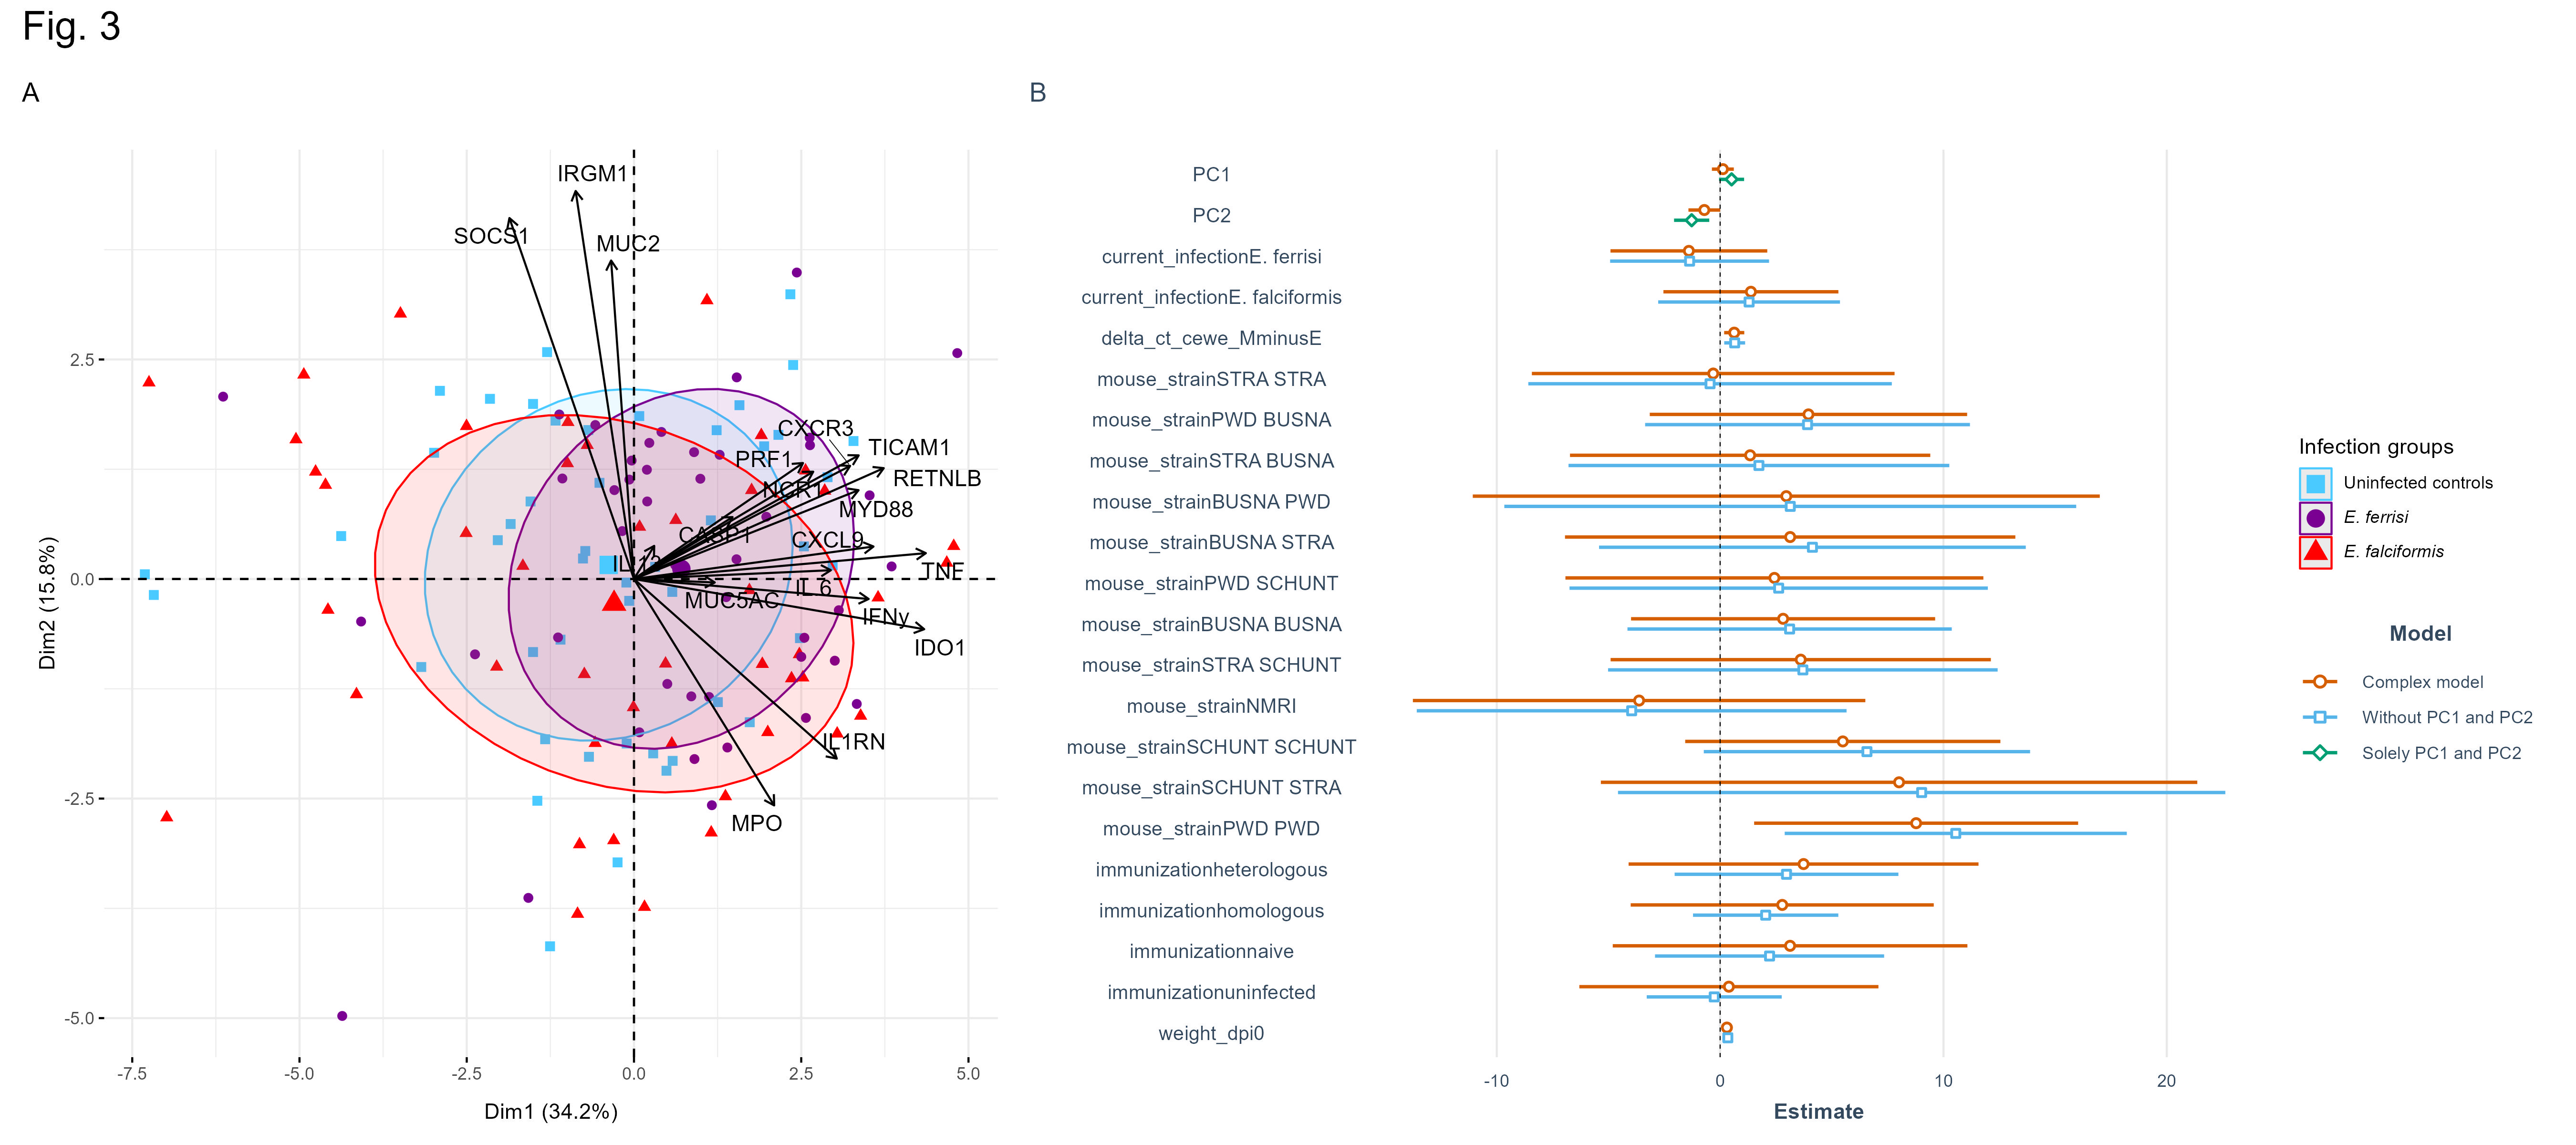 Fig. 3
A
B
IRGM1
SOCS1
MUC2
CXCR3
TICAM1
PRF1
RETNLB
NCR1
MYD88
CASP1
CXCL9
IL12
TNF
IL6
MUC5AC
IFNy
IDO1
IL1RN
MPO
2.5
0.0
-2.5
-5.0
Dim2 (15.8%)
-7.5
-5.0
-2.5
0.0
2.5
5.0
Dim1 (34.2%)
PC1
PC2
current_infectionE. ferrisi
current_infectionE. falciformis
delta_ct_cewe_MminusE
mouse_strainSTRA STRA
mouse_strainPWD BUSNA
mouse_strainSTRA BUSNA
mouse_strainBUSNA PWD
mouse_strainBUSNA STRA
mouse_strainPWD SCHUNT
mouse_strainBUSNA BUSNA
mouse_strainSTRA SCHUNT
mouse_strainNMRI
mouse_strainSCHUNT SCHUNT
mouse_strainSCHUNT STRA
mouse_strainPWD PWD
immunizationheterologous
immunizationhomologous
immunizationnaive
immunizationuninfected
weight_dpi0
-10
0
10
20
Estimate
Infection groups
Uninfected controls
E. ferrisi
E. falciformis
Model
Complex model
Without PC1 and PC2
Solely PC1 and PC2